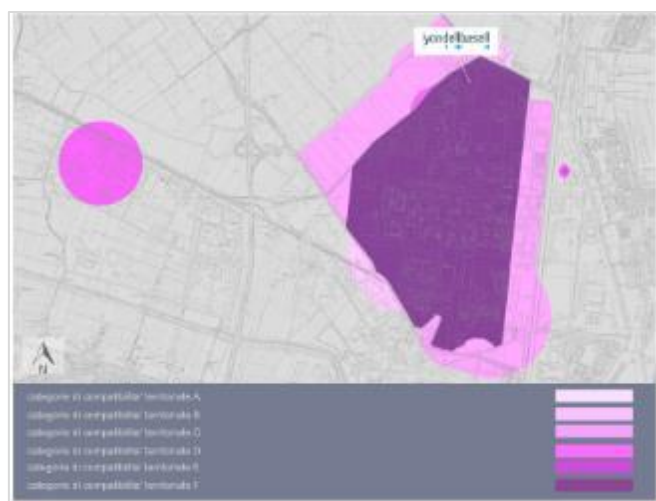 lyondellbasell
N
categorie di compatibilita' territoriale A
categorie di compatibilita' territoriale B
categorie di compatibilita' territoriale C
categorie di compatibilita' territoriale D
categorie di compatibilita' territoriale E
categorie di compatibilita' territoriale F